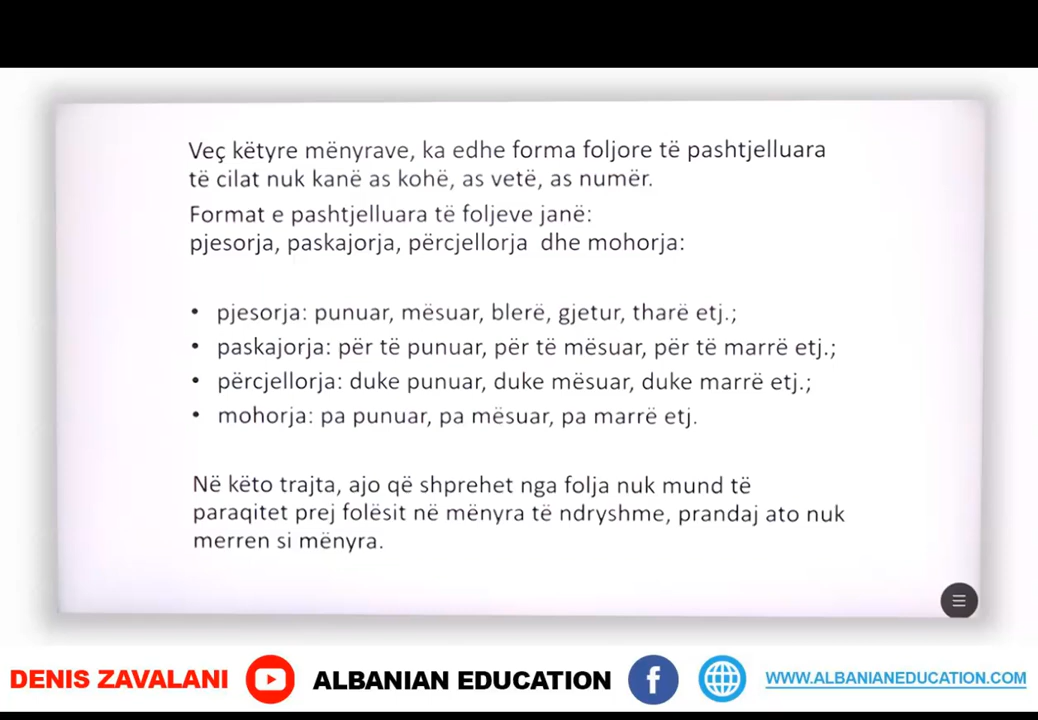 Veç këtyre mënyrave, ka edhe forma foljore të pashtjelluara
të cilat nuk kanë as kohë, as vetë, as numër.
Format e pashtjelluara të foljeve janë:
pjesorja, paskajorja, përcjellorja dhe mohorja:
• pjesorja: punuar, mësuar, blerë, gjetur, tharë etj.;
• paskajorja: për të punuar, për të mësuar, për të marrë etj.;
• përcjellorja: duke punuar, duke mësuar, duke marrë etj.;
• mohorja: pa punuar, pa mësuar, pa marrë etj.
Në këto trajta, ajo që shprehet nga folja nuk mund të
paraqitet prej folësit në mënyra të ndryshme, prandaj ato nuk
merren si mënyra.
DENIS ZAVALANI ALBANIAN EDUCATION f WWW.ALBANIANEDUCATION.COM